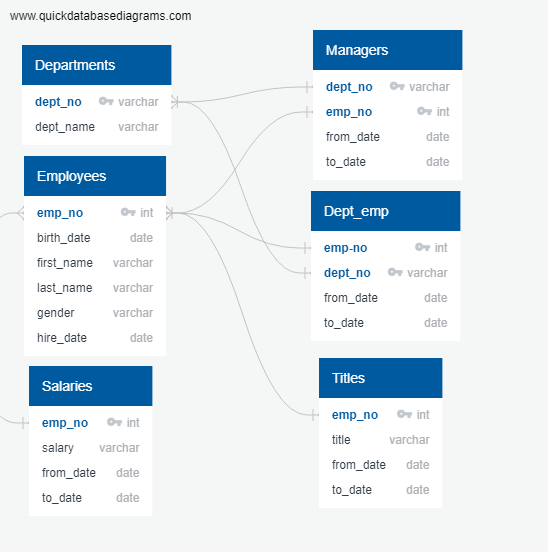 www.quickdatabasediagrams.com
Departments
dept_no varchar
dept_name varchar
Employees
emp_no int
birth_date date
first_name varchar
last_name varchar
gender varchar
hire_date date
Salaries
emp_no int
salary varchar
from_date date
to_date date
Managers
dept_no varchar
emp_no int
from_date date
to_date date
Dept_emp
emp-no int
dept_no varchar
from_date date
to_date date
Titles
emp_no int
title varchar
from_date date
to_date date